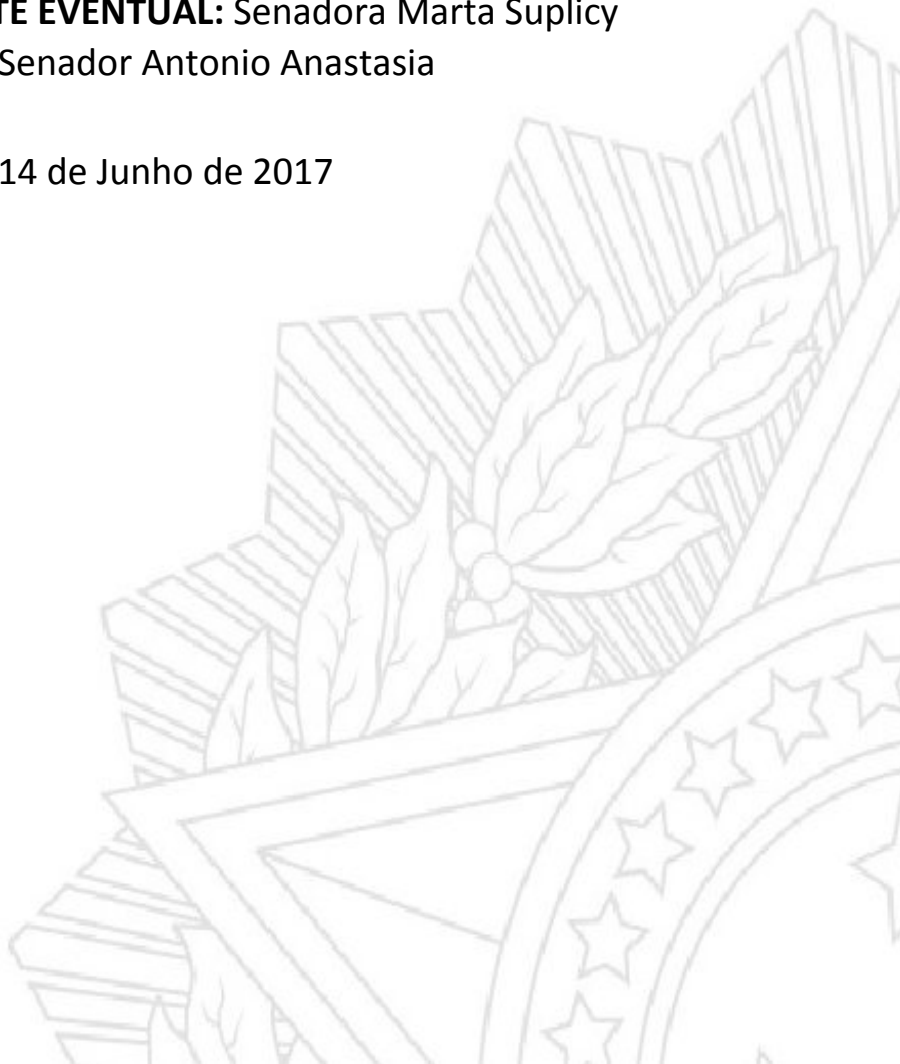 TE EVENTUAL: Senadora Marta Suplicy
Senador Antonio Anastasia
14 de Junho de 2017